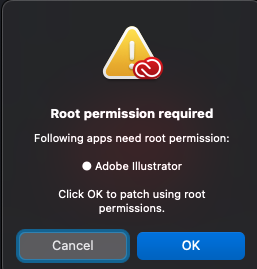 Root permission required
Following apps need root permission:
Adobe Illustrator
Click OK to patch using root
permissions.
Cancel
OK